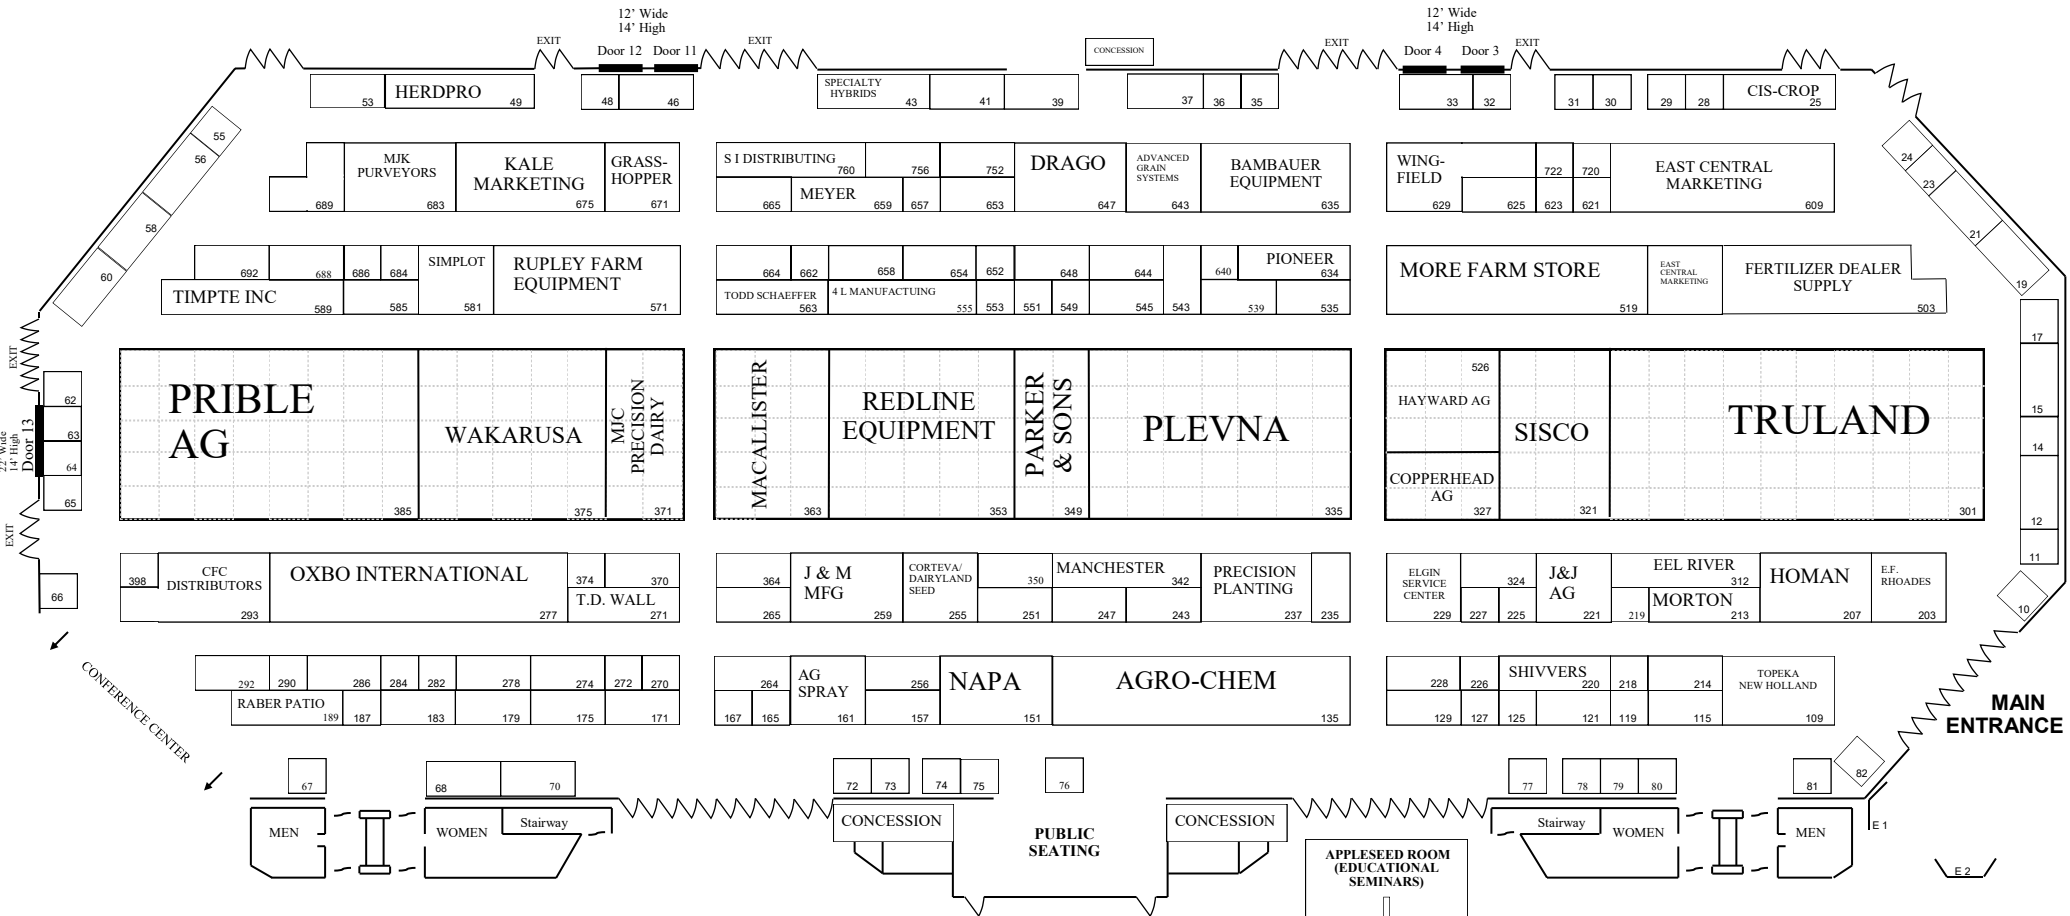 12’ Wide
14’ High
12’ Wide
14’ High
EXIT
Door 12 Door 11
EXIT
CONCESSION
EXIT
Door 4 Door 3
EXIT
53
HERDPRO 49
48
46
SPECIALTY
HYBRIDS 43
41
39
37
36
35
33
32
31
30
29
28
CIS-CROP
25
55
56
58
60
24
23
21
19
689
MJK
PURVEYORS
683
KALE
MARKETING
675
GRASS-
HOPPER
671
S I DISTRIBUTING
760
756
752
665
MEYER
659
657
653
DRAGO
647
ADVANCED
GRAIN
SYSTEMS
643
BAMBAUER
EQUIPMENT
635
WING-
FIELD
629
625
722
720
623
621
EAST CENTRAL
MARKETING
609
692
688
686
684
TIMPTE INC
589
585
SIMPLOT
581
RUPLEY FARM
EQUIPMENT
571
664
662
658
654
652
648
644
640
PIONEER
634
TODD SCHAEFFER
563
4 L MANUFACTUING
555
553
551
549
545
543
539
535
MORE FARM STORE
519
EAST
CENTRAL
MARKETING
FERTILIZER DEALER
SUPPLY
503
EXIT
62
63
64
65
22’ Wide
14’ High
Door 13
EXIT
66
PRIBLE
AG
385
WAKARUSA
375
MJC
PRECISION
DAIRY
371
MACALLISTER
363
REDLINE
EQUIPMENT
353
PARKER
& SONS
349
PLEVNA
335
526
HAYWARD AG
COPPERHEAD
AG
327
SISCO
321
TRULAND
301
17
15
14
12
11
10
398
CFC
DISTRIBUTORS
293
OXBO INTERNATIONAL
277
374
370
T.D. WALL
271
364
265
J & M
MFG
259
CORTEVA/
DAIRYLAND
SEED
255
350
251
MANCHESTER
342
247
243
PRECISION
PLANTING
237
235
ELGIN
SERVICE
CENTER
229
324
227
225
J&J
AG
221
EEL RIVER
312
219
MORTON
213
HOMAN
207
E.F.
RHOADES
203
292
290
286
284
282
278
274
272
270
RABER PATIO
189
187
183
179
175
171
264
167
165
AG
SPRAY
161
256
157
NAPA
151
AGRO-CHEM
135
228
226
SHIVVERS
220
218
214
129
127
125
121
119
115
TOPEKA
NEW HOLLAND
109
MAIN
ENTRANCE
CONFERENCE CENTER
67
68
70
72
73
74
75
76
77
78
79
80
81
82
MEN
WOMEN
Stairway
CONCESSION
PUBLIC
SEATING
CONCESSION
APPLESEED ROOM
(EDUCATIONAL
SEMINARS)
Stairway
WOMEN
MEN
E 1
E 2